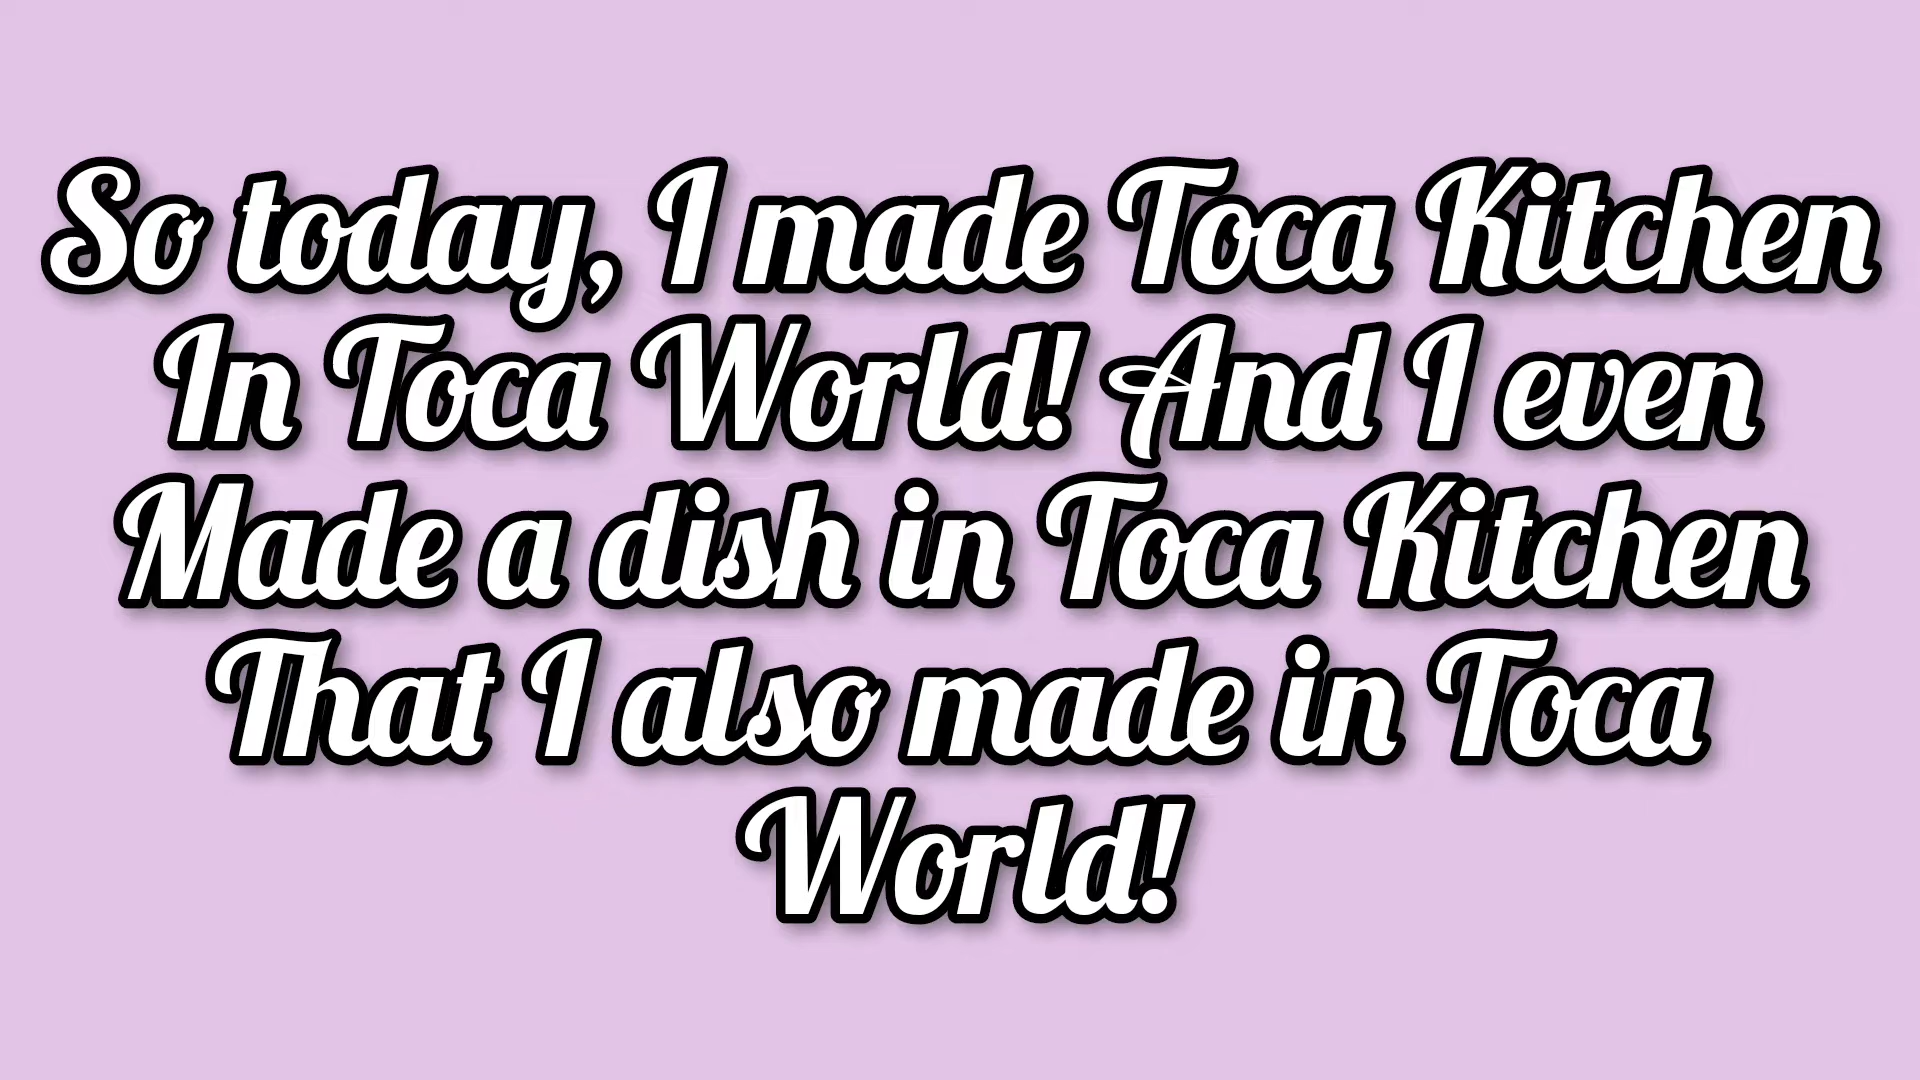 So today, I made Toca Kitchen
In Toca World! And I even
Made a dish in Toca Kitchen
That I also made in Toca
World!